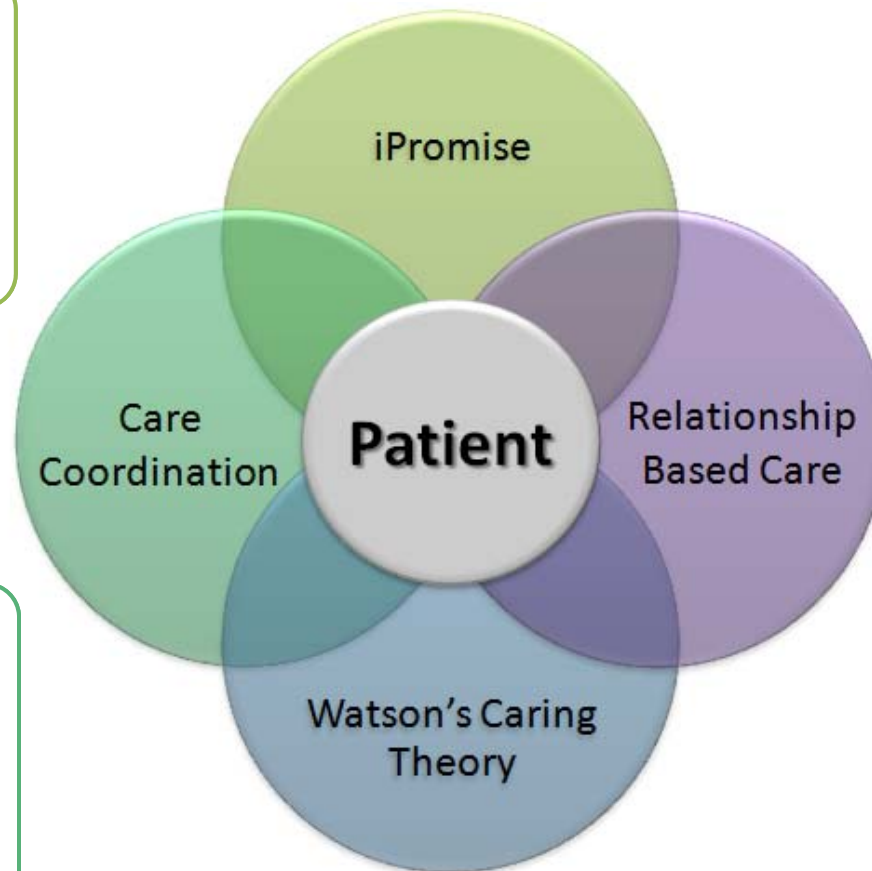 iPromise
Care
Coordination
Patient
Relationship
Based Care
Watson's Caring
Theory